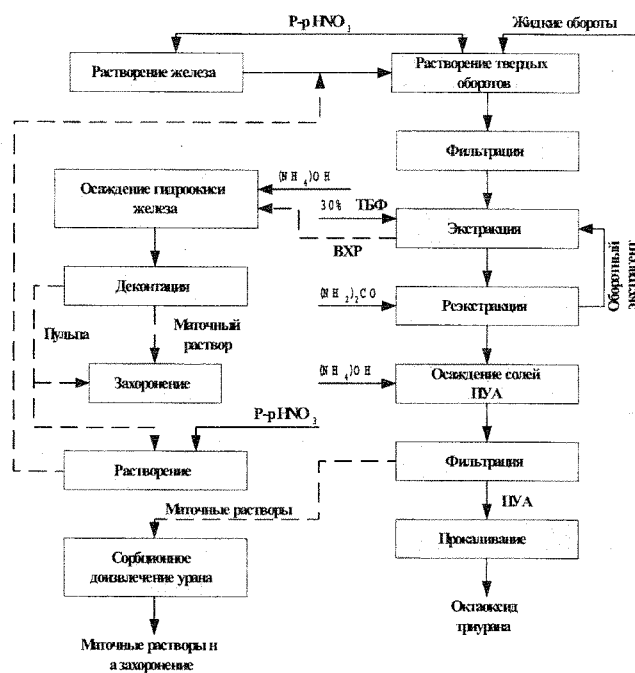 Р-р HNO3
Жидкие обороты
Растворение железа
Растворение твердых
оборотов
Фильтрация
(NH4)OH
Осаждение гидроокиси
железа
30% ТБФ
Экстракция
ВХР
Оборотный
экстрагент
Деконтация
(NH2)2CO
Реэкстракция
Пульпа
Маточный
раствор
Захоронение
(NH4)OH
Осаждение солей
ПУА
Р-р HNO3
Растворение
Фильтрация
Маточные растворы
ПУА
Сорбционное
доизвлечение урана
Прокаливание
Октаоксид
триурана
Маточные растворы н
а захоронение